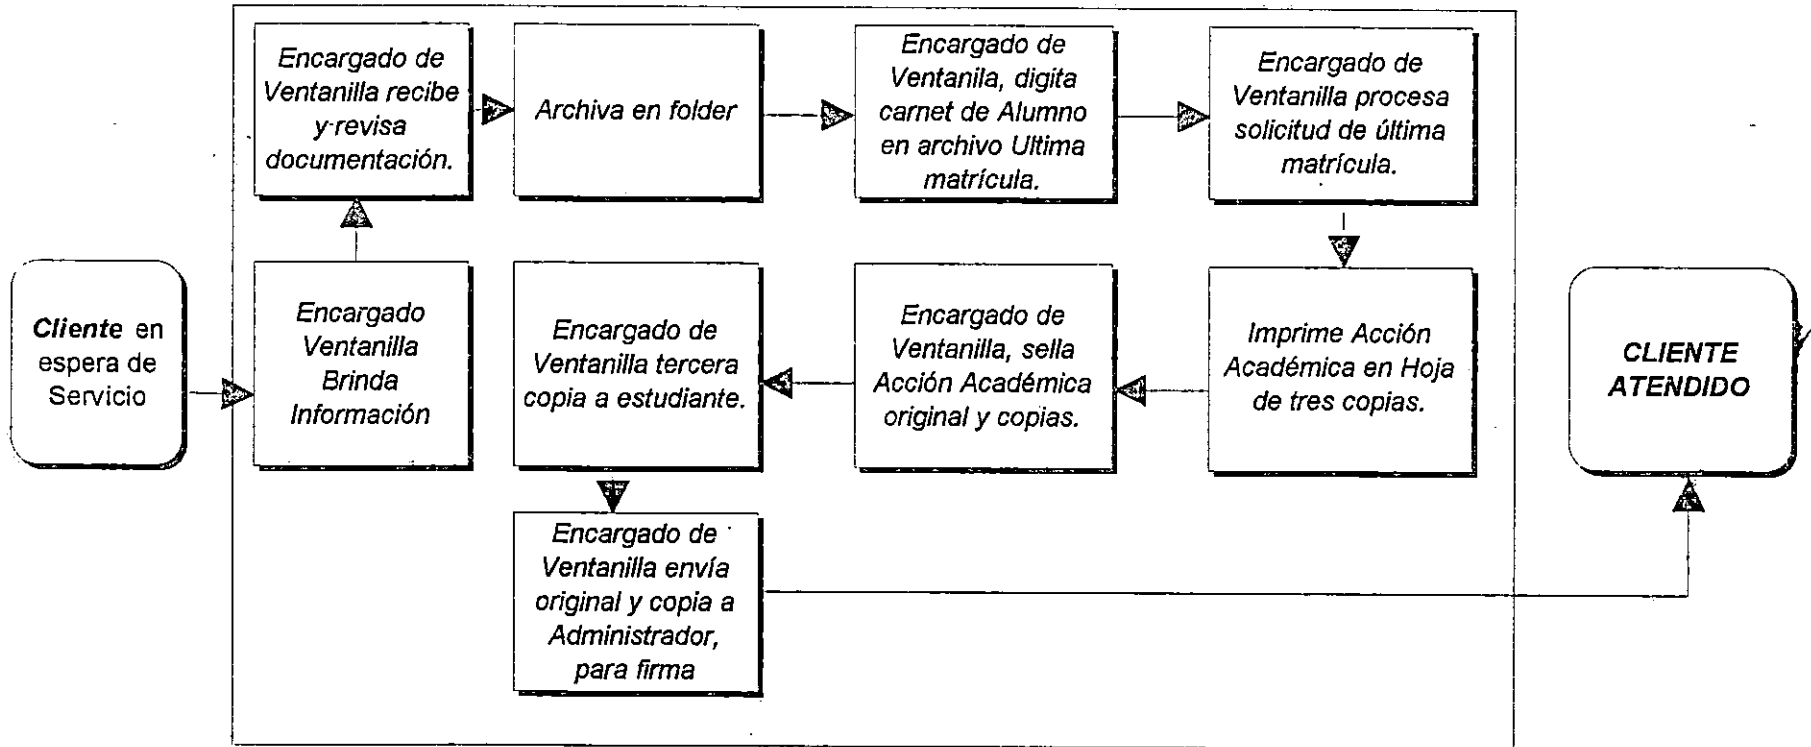 Cliente en
espera de
Servicio
Encargado
Ventanilla
Brinda
Información
Encargado de
Ventanilla recibe
y revisa
documentación.
Archiva en folder
Encargado de
Ventanila, digita
carnet de Alumno
en archivo Ultima
matrícula.
Encargado de
Ventanilla procesa
solicitud de última
matrícula.
Imprime Acción
Académica en Hoja
de tres copias.
Encargado de
Ventanilla, sella
Acción Académica
original y copias.
Encargado de
Ventanilla tercera
copia a estudiante.
Encargado de
Ventanilla envía
original y copia a
Administrador,
para firma
CLIENTE
ATENDIDO